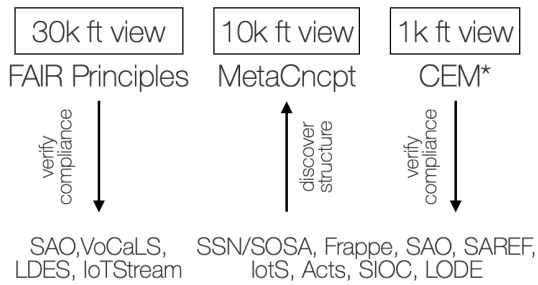 30k ft view
10k ft view
1k ft view
FAIR Principles
MetaCncpt
CEM*
verify
compliance
discover
structure
verify
compliance
SAO,VoCaLS,
LDES, IoTStream
SSN/SOSA, Frappe, SAO, SAREF,
IotS, Acts, SIOC, LODE